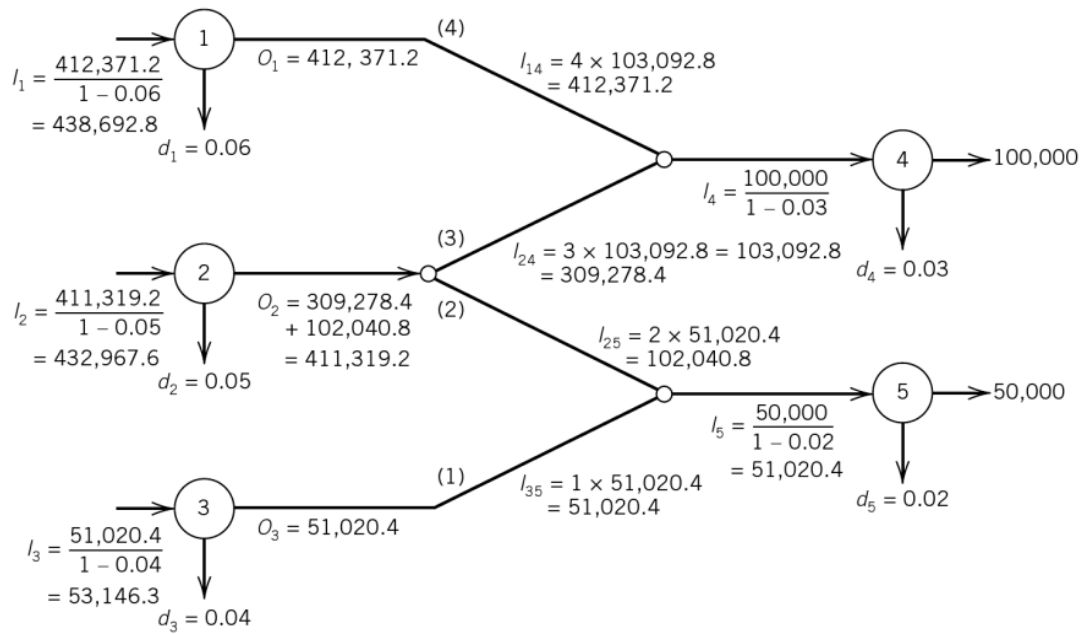 1
(4)
O₁ = 412, 371.2
I₁₄ = 4 × 103,092.8
= 412,371.2
I₁ = 412,371.2
1 – 0.06
= 438,692.8
d₁ = 0.06
4
100,000
I₄ = 100,000
1 – 0.03
d₄ = 0.03
(3)
I₂₄ = 3 × 103,092.8 = 103,092.8
= 309,278.4
2
(2)
O₂ = 309,278.4
+ 102,040.8
= 411,319.2
I₂ = 411,319.2
1 – 0.05
= 432,967.6
d₂ = 0.05
I₂₅ = 2 × 51,020.4
= 102,040.8
5
50,000
I₅ = 50,000
1 – 0.02
= 51,020.4
d₅ = 0.02
(1)
I₃₅ = 1 × 51,020.4
= 51,020.4
3
O₃ = 51,020.4
I₃ = 51,020.4
1 – 0.04
= 53,146.3
d₃ = 0.04